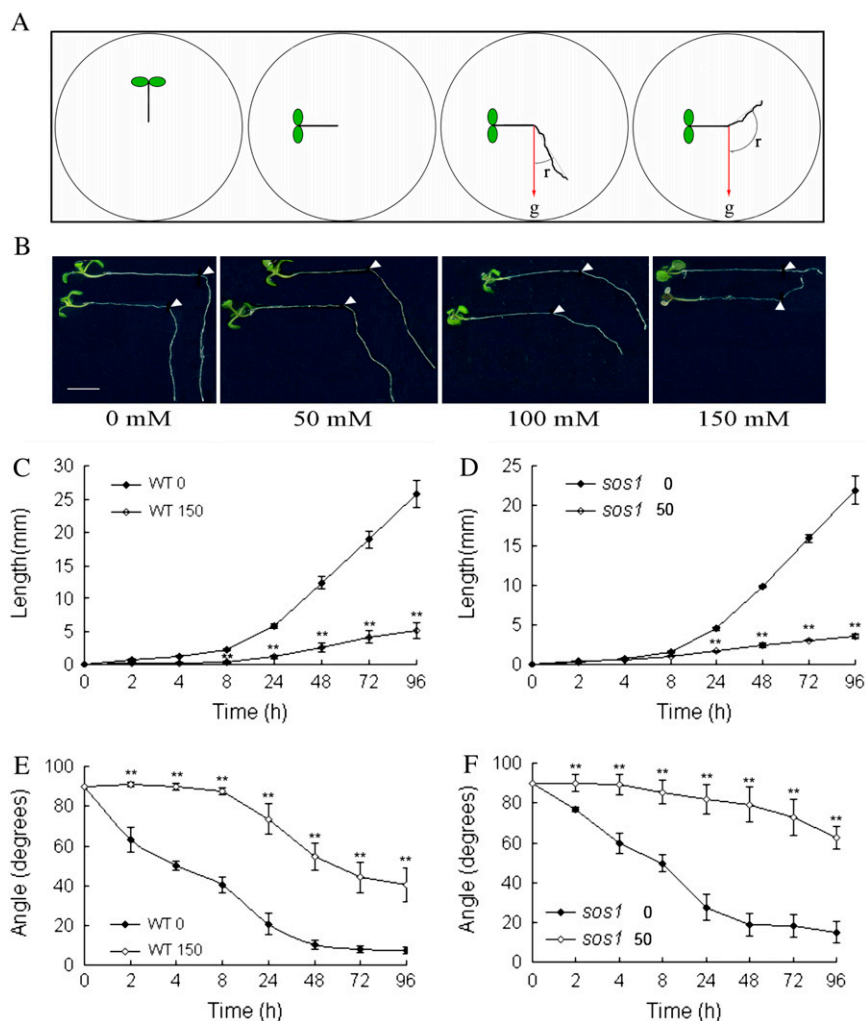 A
r
g
r
g
B
0 mM
50 mM
100 mM
150 mM
C
30
25
20
15
10
5
0
Length(mm)
WT 0
WT 150
**
**
**
**
**
0
2
4
8
24
48
72
96
Time (h)
D
25
20
15
10
5
0
Length(mm)
sos1 0
sos1 50
**
**
**
**
0
2
4
8
24
48
72
96
Time (h)
E
100
80
60
40
20
0
Angle (degrees)
**
**
**
**
**
**
**
WT 0
WT 150
0
2
4
8
24
48
72
96
Time (h)
F
100
80
60
40
20
0
Angle (degrees)
**
**
**
**
**
**
**
sos1 0
sos1 50
0
2
4
8
24
48
72
96
Time (h)